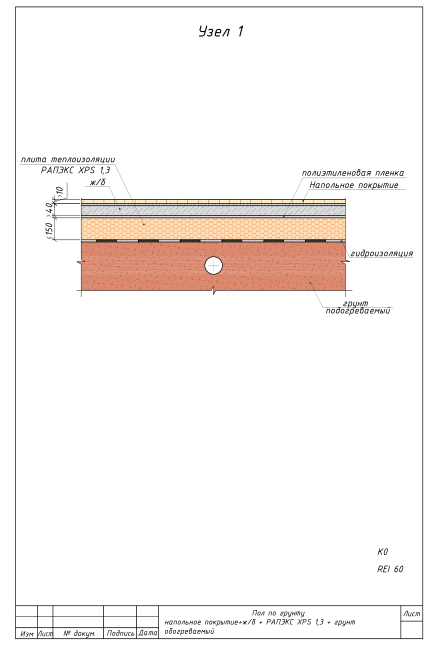 Узел 1
плита теплоизоляции
РАПЭКС XPS 1,3
ж/б
полиэтиленовая пленка
Напольное покрытие
>10
>40
≤150
гидроизоляция
грунт
подогреваемый
К0
REI 60
Пол по грунту
напольное покрытие+ж/б + РАПЭКС XPS 1,3 + грунт
обогреваемый
Лист
Изм Лист № докум. Подпись Дата